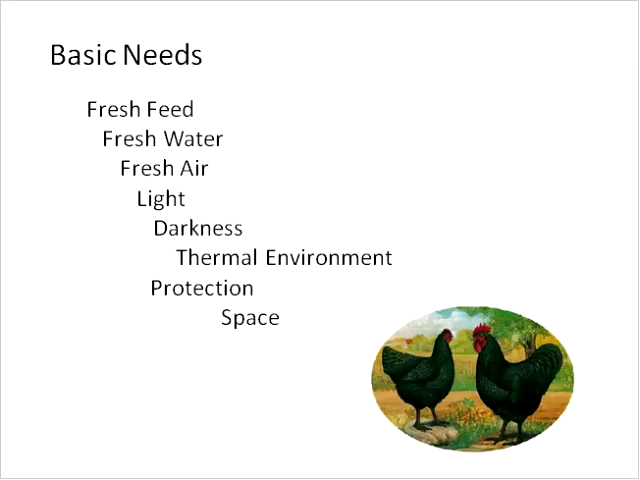 Basic Needs
Fresh Feed
Fresh Water
Fresh Air
Light
Darkness
Thermal Environment
Protection
Space